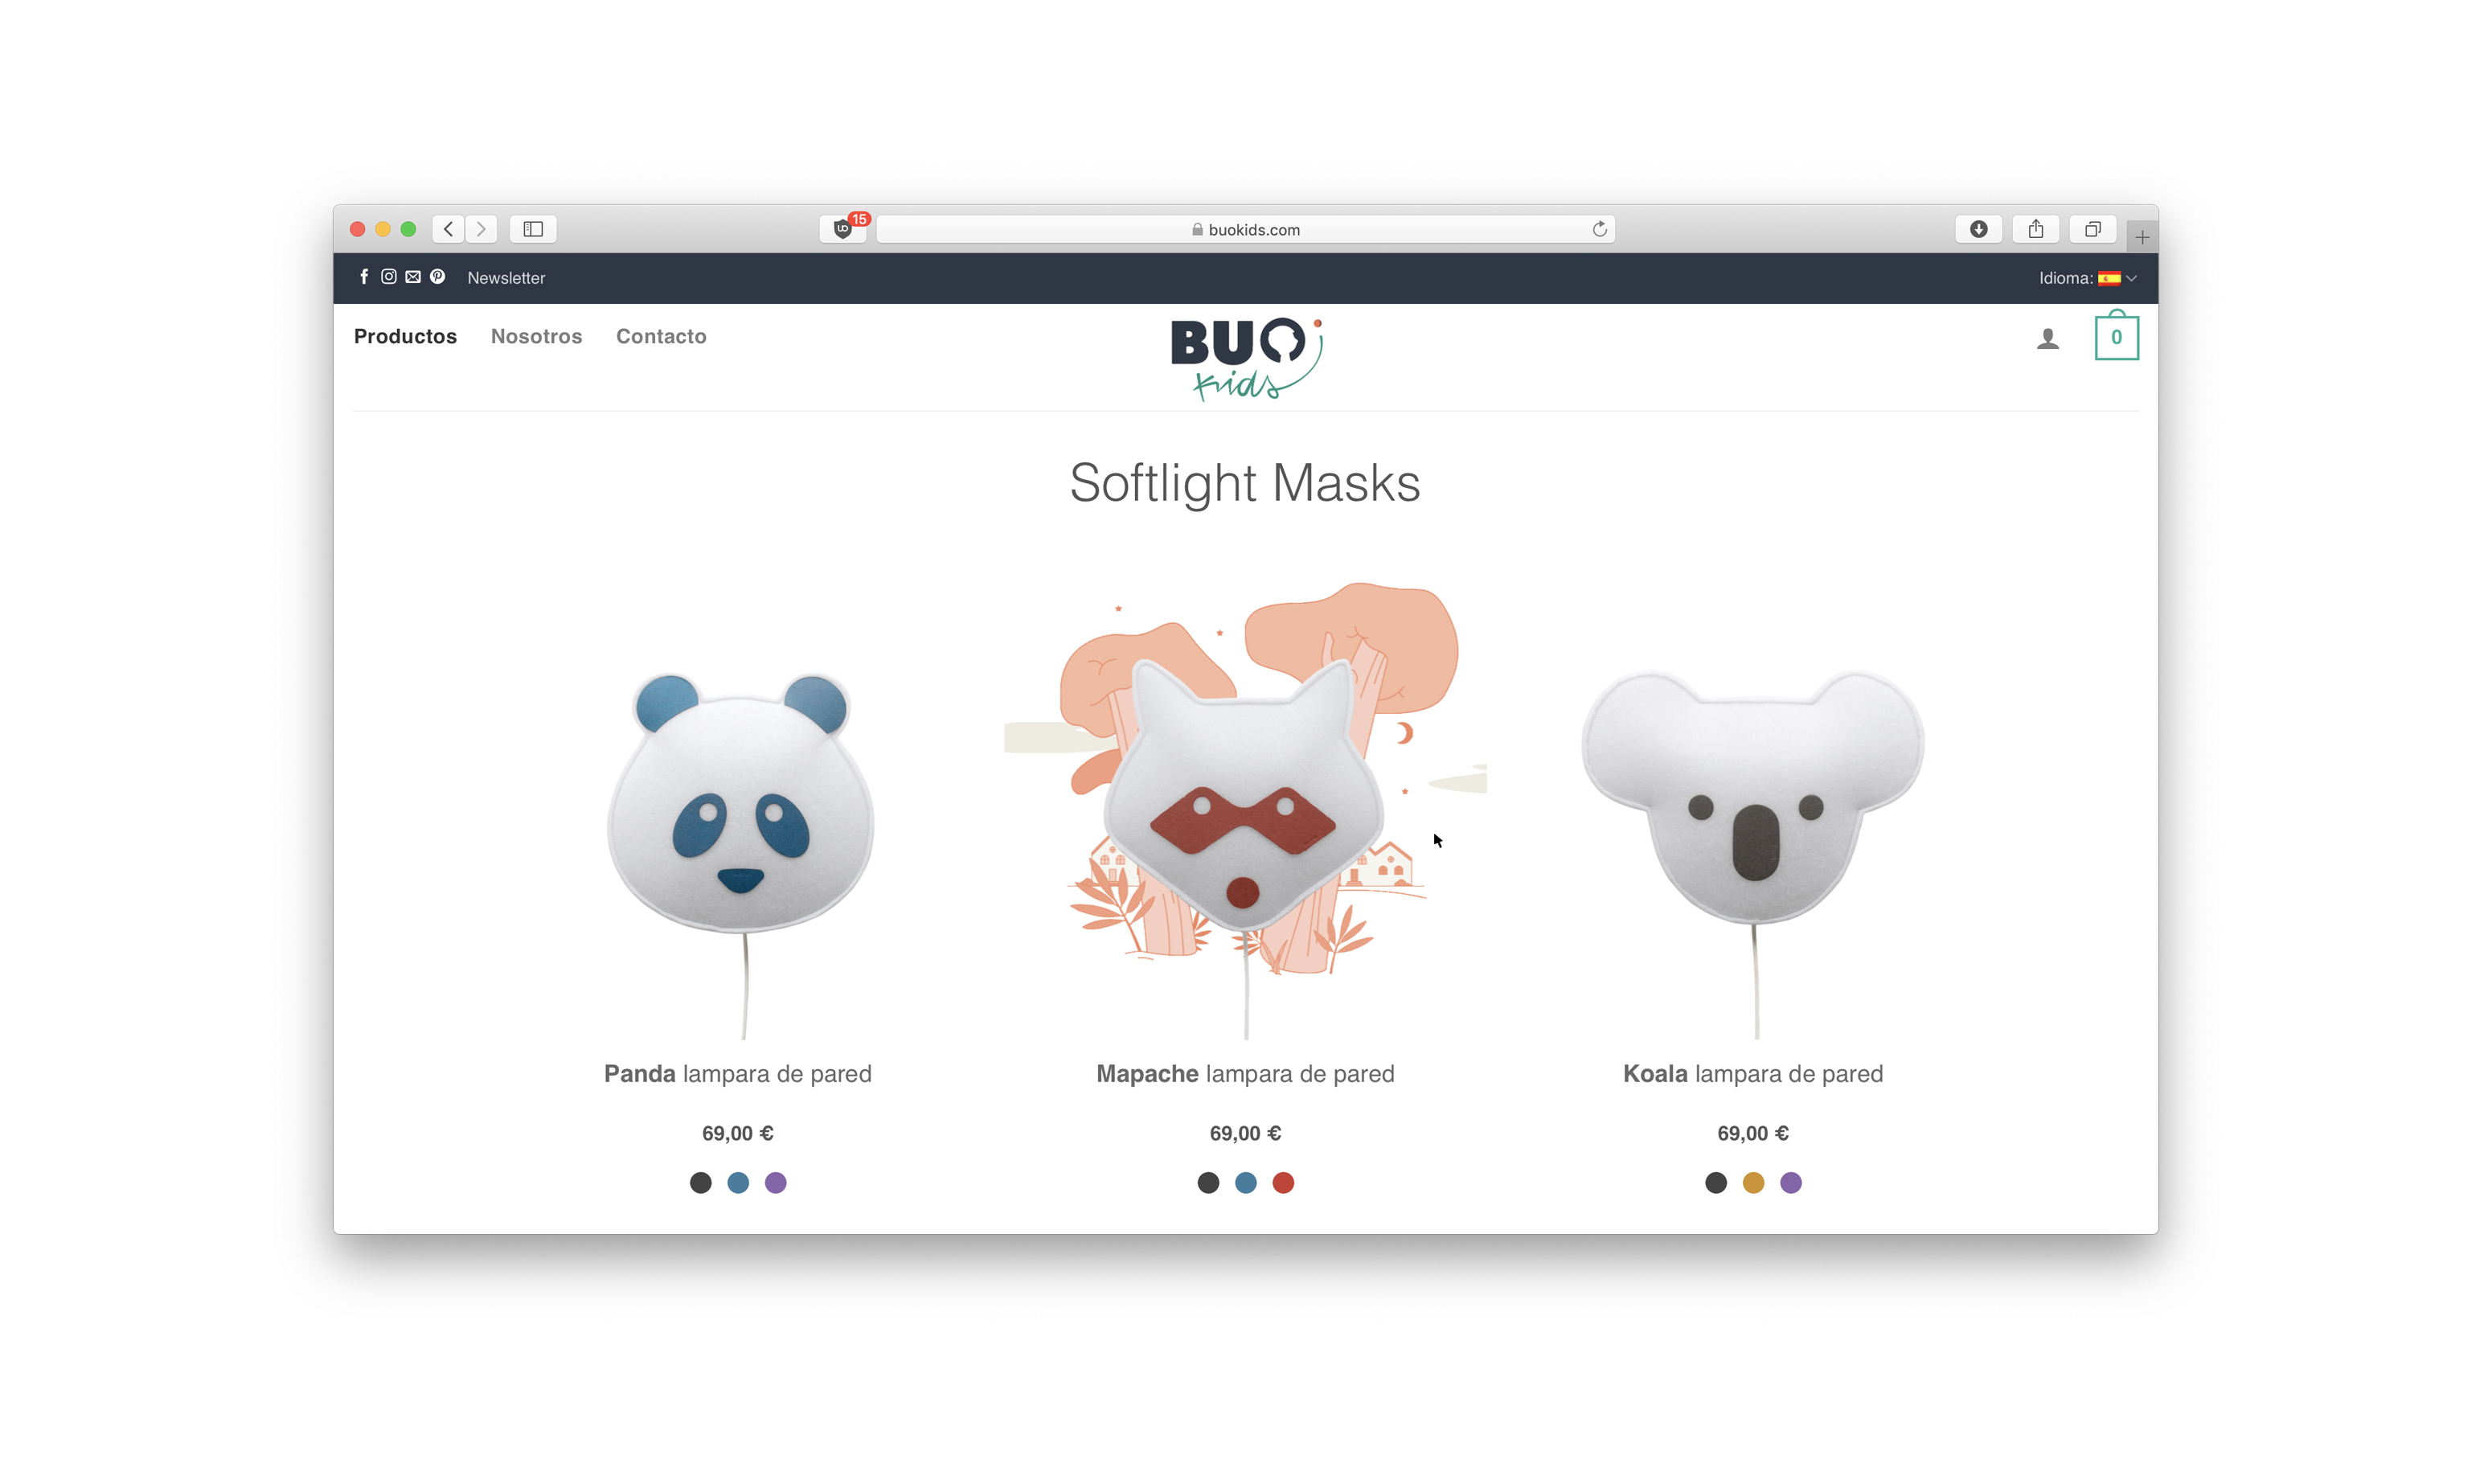 15
buokids.com
Newsletter
Idioma:
Productos Nosotros Contacto
BUO
kids
0
Softlight Masks
Panda lampara de pared
69,00 €
Mapache lampara de pared
69,00 €
Koala lampara de pared
69,00 €